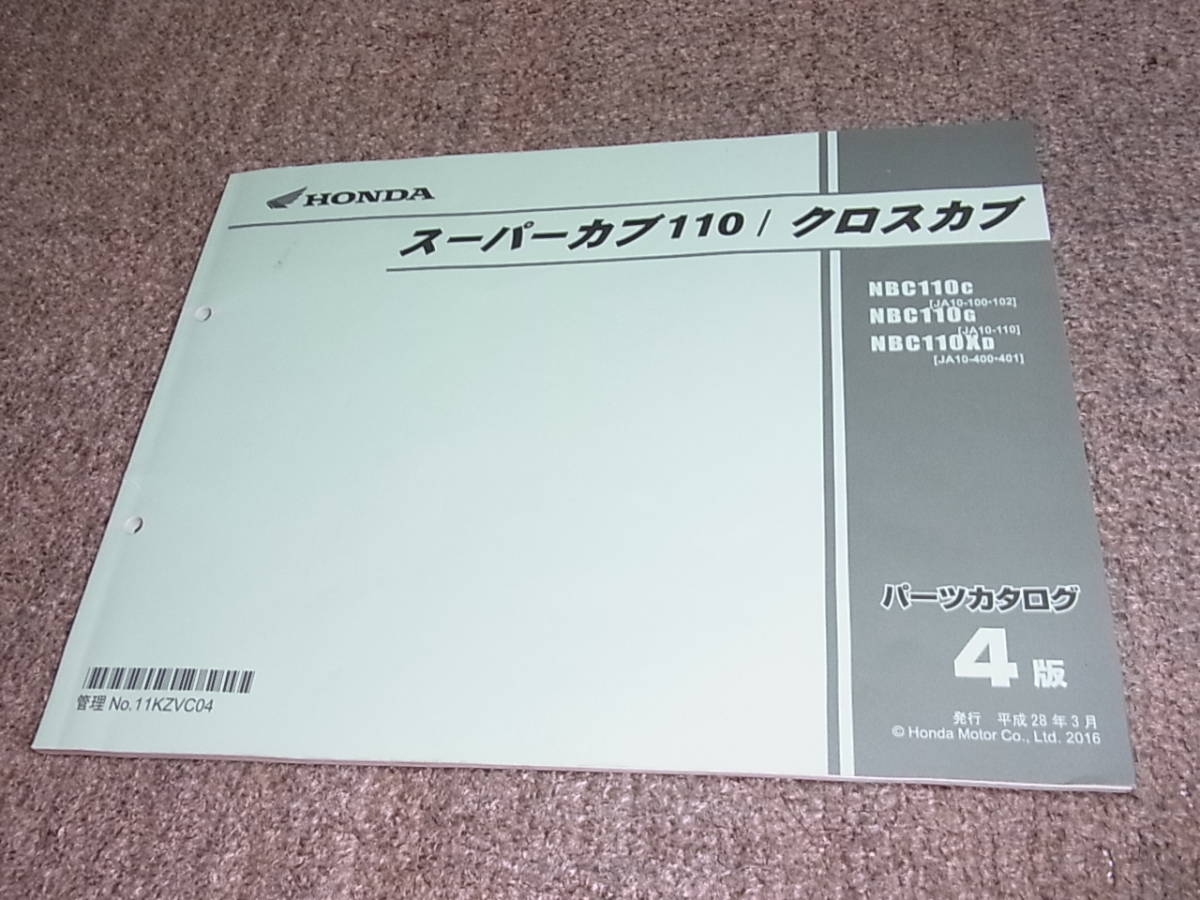 HONDA
スーパーカブ110 / クロスカブ
NBC110C
[JA10-100・102]
NBC110G
[JA10-110]
NBC110XD
[JA10-400・401]
パーツカタログ
4版
発行 平成28年3月
© Honda Motor Co., Ltd. 2016
管理 No.11KZVC04